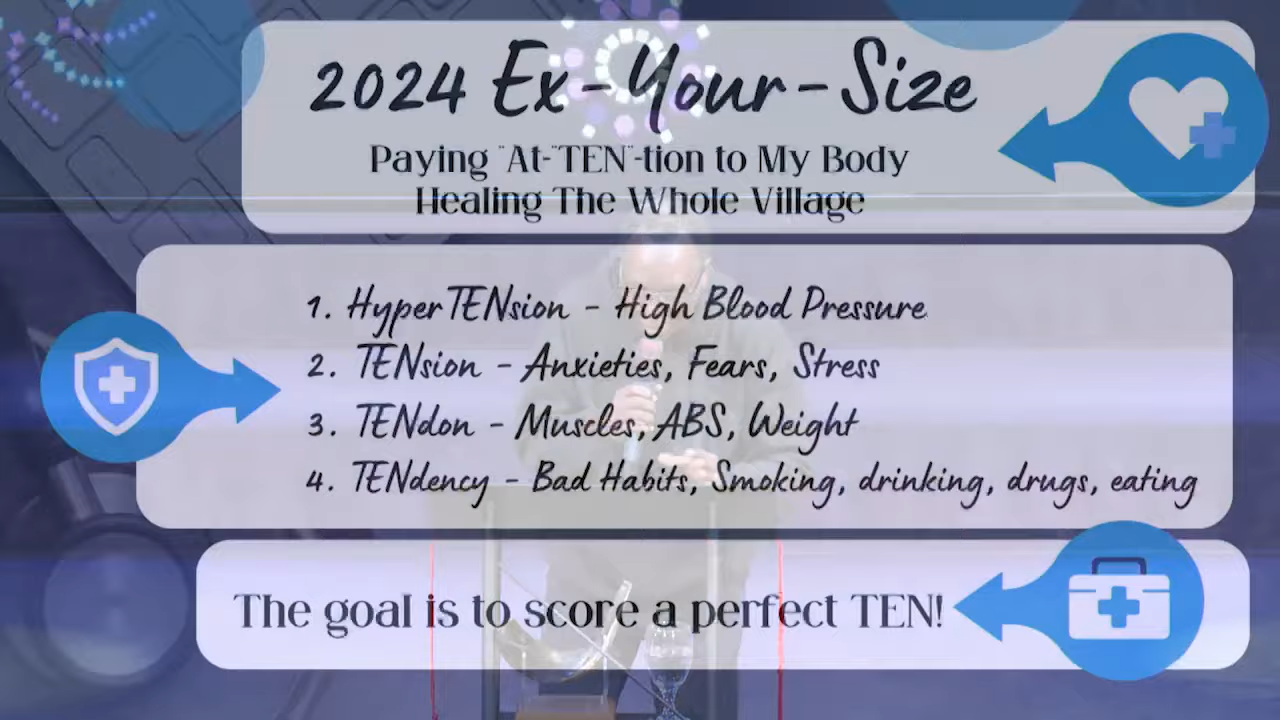 2024 Ex-Your-Size
Paying "At-"TEN"-tion to My Body
Healing The Whole Village
1. HyperTENsion - High Blood Pressure
2. TENsion - Anxieties, Fears, Stress
3. TENdon - Muscles, ABS, Weight
4. TENdency - Bad Habits, Smoking, drinking, drugs, eating
The goal is to score a perfect TEN!